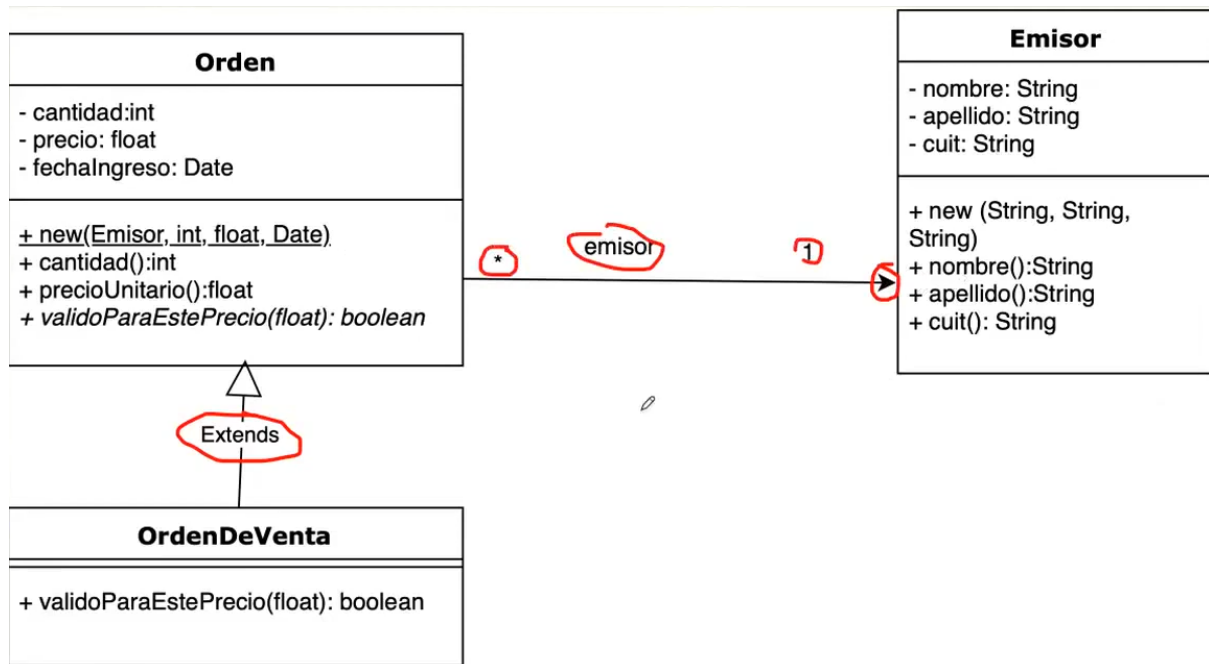 Orden
- cantidad:int
- precio: float
- fechaIngreso: Date
+ new(Emisor, int, float, Date)
+ cantidad():int
+ precioUnitario():float
+ validoParaEstePrecio(float): boolean
* emisor 1
Emisor
- nombre: String
- apellido: String
- cuit: String
+ new (String, String,
String)
+ nombre():String
+ apellido():String
+ cuit(): String
Extends
OrdenDeVenta
+ validoParaEstePrecio(float): boolean